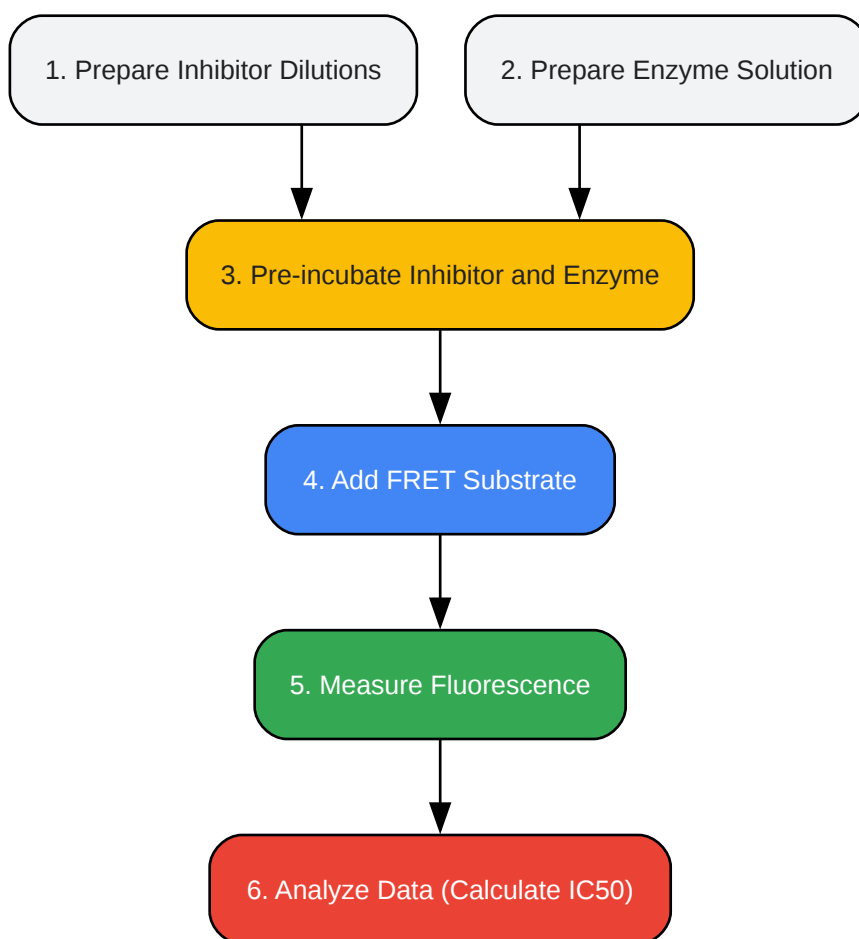 1. Prepare Inhibitor Dilutions
2. Prepare Enzyme Solution
3. Pre-incubate Inhibitor and Enzyme
4. Add FRET Substrate
5. Measure Fluorescence
6. Analyze Data (Calculate IC50)